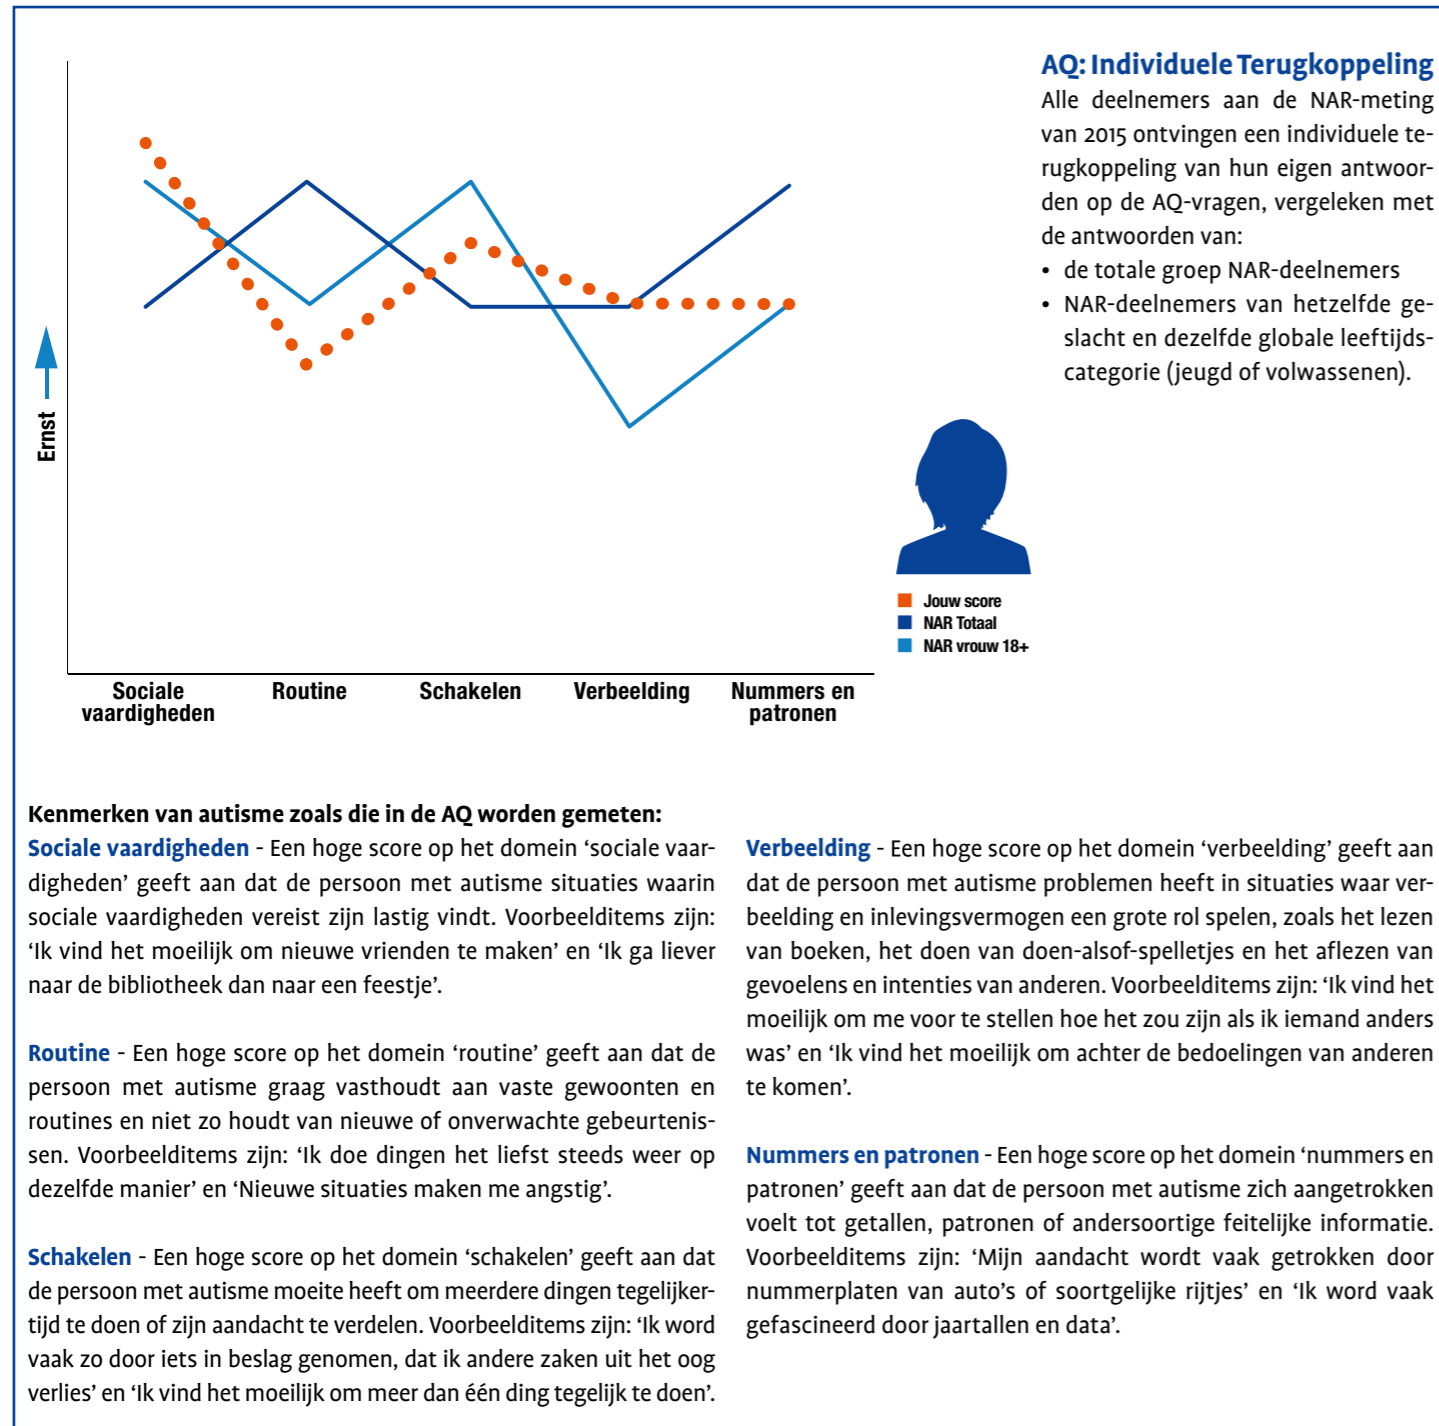 AQ: Individuele Terugkoppeling
Alle deelnemers aan de NAR-meting
van 2015 ontvingen een individuele te-
rugkoppeling van hun eigen antwoor-
den op de AQ-vragen, vergeleken met
de antwoorden van:
• de totale groep NAR-deelnemers
• NAR-deelnemers van hetzelfde ge-
slacht en dezelfde globale leeftijds-
categorie (jeugd of volwassenen).
Ernst
Jouw score
NAR Totaal
NAR vrouw 18+
Sociale
vaardigheden
Routine
Schakelen
Verbeelding
Nummers en
patronen
Kenmerken van autisme zoals die in de AQ worden gemeten:
Sociale vaardigheden - Een hoge score op het domein ‘sociale vaar-
digheden’ geeft aan dat de persoon met autisme situaties waarin
sociale vaardigheden vereist zijn lastig vindt. Voorbeelditems zijn:
‘Ik vind het moeilijk om nieuwe vrienden te maken’ en ‘Ik ga liever
naar de bibliotheek dan naar een feestje’.
Routine - Een hoge score op het domein ‘routine’ geeft aan dat de
persoon met autisme graag vasthoudt aan vaste gewoonten en
routines en niet zo houdt van nieuwe of onverwachte gebeurtenis-
sen. Voorbeelditems zijn: ‘Ik doe dingen het liefst steeds weer op
dezelfde manier’ en ‘Nieuwe situaties maken me angstig’.
Schakelen - Een hoge score op het domein ‘schakelen’ geeft aan dat
de persoon met autisme moeite heeft om meerdere dingen tegelijker-
tijd te doen of zijn aandacht te verdelen. Voorbeelditems zijn: ‘Ik word
vaak zo door iets in beslag genomen, dat ik andere zaken uit het oog
verlies’ en ‘Ik vind het moeilijk om meer dan één ding tegelijk te doen’.
Verbeelding - Een hoge score op het domein ‘verbeelding’ geeft aan
dat de persoon met autisme problemen heeft in situaties waar ver-
beelding en inlevingsvermogen een grote rol spelen, zoals het lezen
van boeken, het doen van doen-alsof-spelletjes en het aflezen van
gevoelens en intenties van anderen. Voorbeelditems zijn: ‘Ik vind het
moeilijk om me voor te stellen hoe het zou zijn als ik iemand anders
was’ en ‘Ik vind het moeilijk om achter de bedoelingen van anderen
te komen’.
Nummers en patronen - Een hoge score op het domein ‘nummers en
patronen’ geeft aan dat de persoon met autisme zich aangetrokken
voelt tot getallen, patronen of andersoortige feitelijke informatie.
Voorbeelditems zijn: ‘Mijn aandacht wordt vaak getrokken door
nummerplaten van auto’s of soortgelijke rijtjes’ en ‘Ik word vaak
gefascineerd door jaartallen en data’.